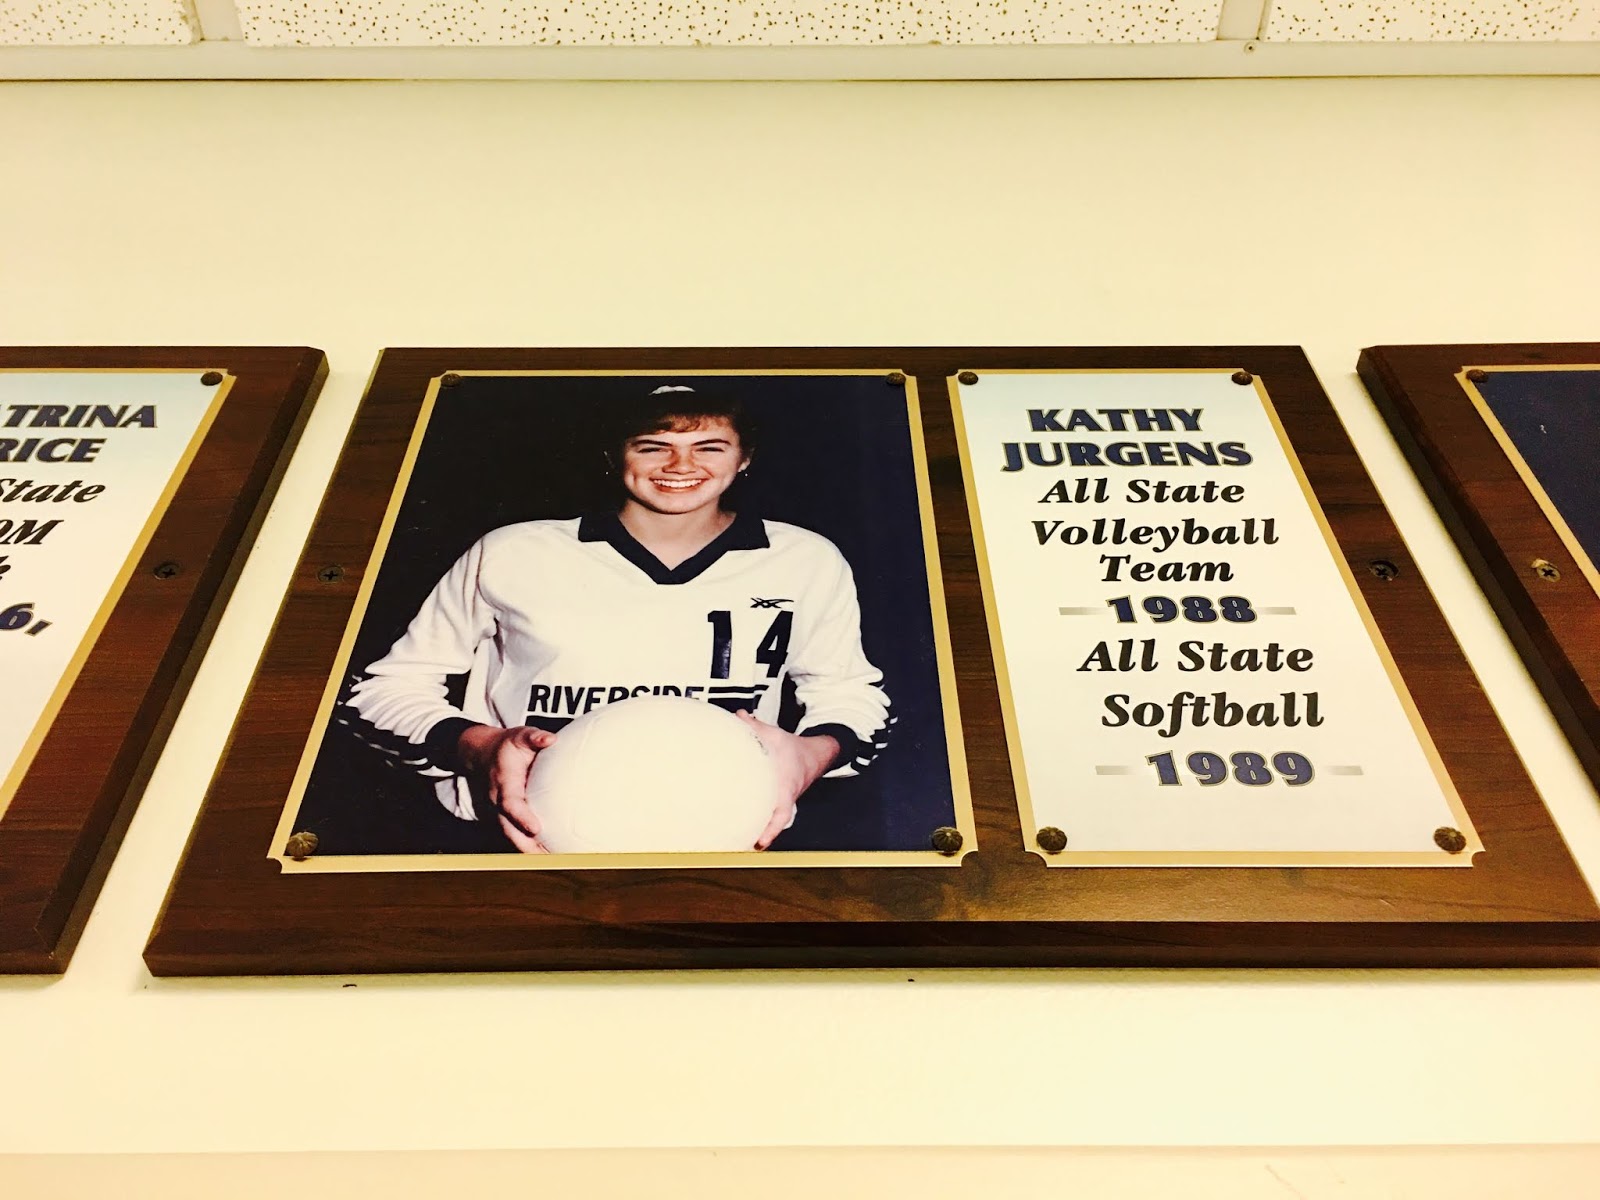 TRINA
RICE
State
OM
6,
14
RIVERSIDE
KATHY
JURGENS
All State
Volleyball
Team
1988
All State
Softball
1989